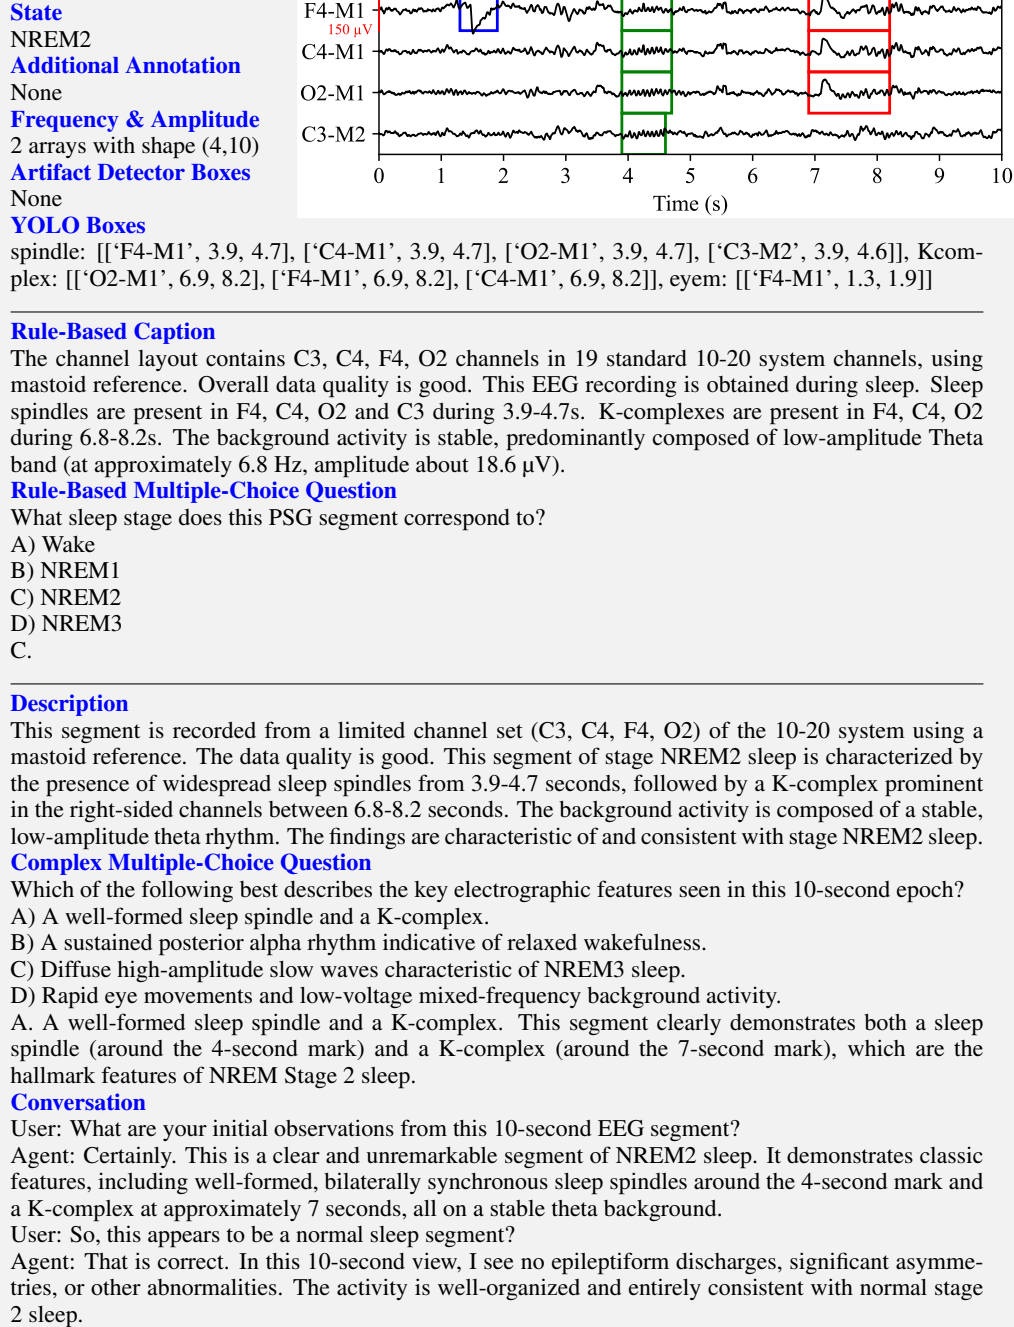 State
NREM2
Additional Annotation
None
Frequency & Amplitude
2 arrays with shape (4,10)
Artifact Detector Boxes
None
YOLO Boxes
F4-M1
150 µV
C4-M1
O2-M1
C3-M2
0 1 2 3 4 5 6 7 8 9 10
Time (s)
spindle: [[‘F4-M1’, 3.9, 4.7], [‘C4-M1’, 3.9, 4.7], [‘O2-M1’, 3.9, 4.7], [‘C3-M2’, 3.9, 4.6]], Kcom-
plex: [[‘O2-M1’, 6.9, 8.2], [‘F4-M1’, 6.9, 8.2], [‘C4-M1’, 6.9, 8.2]], eyem: [[‘F4-M1’, 1.3, 1.9]]
Rule-Based Caption
The channel layout contains C3, C4, F4, O2 channels in 19 standard 10-20 system channels, using
mastoid reference. Overall data quality is good. This EEG recording is obtained during sleep. Sleep
spindles are present in F4, C4, O2 and C3 during 3.9-4.7s. K-complexes are present in F4, C4, O2
during 6.8-8.2s. The background activity is stable, predominantly composed of low-amplitude Theta
band (at approximately 6.8 Hz, amplitude about 18.6 µV).
Rule-Based Multiple-Choice Question
What sleep stage does this PSG segment correspond to?
A) Wake
B) NREM1
C) NREM2
D) NREM3
C.
Description
This segment is recorded from a limited channel set (C3, C4, F4, O2) of the 10-20 system using a
mastoid reference. The data quality is good. This segment of stage NREM2 sleep is characterized by
the presence of widespread sleep spindles from 3.9-4.7 seconds, followed by a K-complex prominent
in the right-sided channels between 6.8-8.2 seconds. The background activity is composed of a stable,
low-amplitude theta rhythm. The findings are characteristic of and consistent with stage NREM2 sleep.
Complex Multiple-Choice Question
Which of the following best describes the key electrographic features seen in this 10-second epoch?
A) A well-formed sleep spindle and a K-complex.
B) A sustained posterior alpha rhythm indicative of relaxed wakefulness.
C) Diffuse high-amplitude slow waves characteristic of NREM3 sleep.
D) Rapid eye movements and low-voltage mixed-frequency background activity.
A. A well-formed sleep spindle and a K-complex. This segment clearly demonstrates both a sleep
spindle (around the 4-second mark) and a K-complex (around the 7-second mark), which are the
hallmark features of NREM Stage 2 sleep.
Conversation
User: What are your initial observations from this 10-second EEG segment?
Agent: Certainly. This is a clear and unremarkable segment of NREM2 sleep. It demonstrates classic
features, including well-formed, bilaterally synchronous sleep spindles around the 4-second mark and
a K-complex at approximately 7 seconds, all on a stable theta background.
User: So, this appears to be a normal sleep segment?
Agent: That is correct. In this 10-second view, I see no epileptiform discharges, significant asymme-
tries, or other abnormalities. The activity is well-organized and entirely consistent with normal stage
2 sleep.